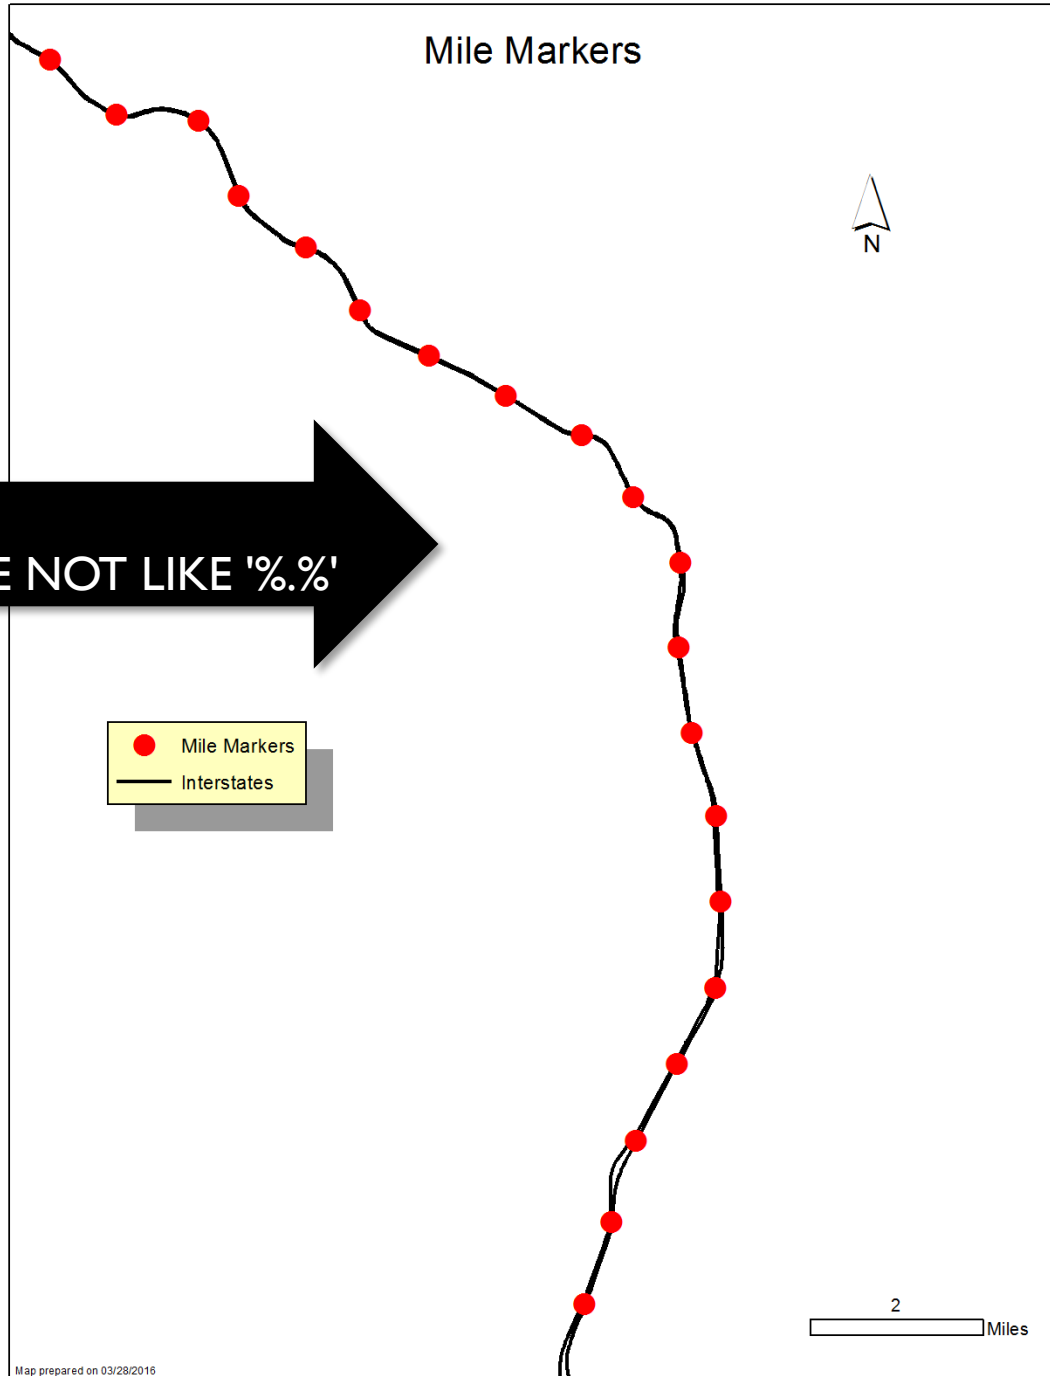 Mile Markers
N
NOT LIKE '%.%'
Mile Markers
Interstates
2
Miles
Map prepared on 03/28/2016